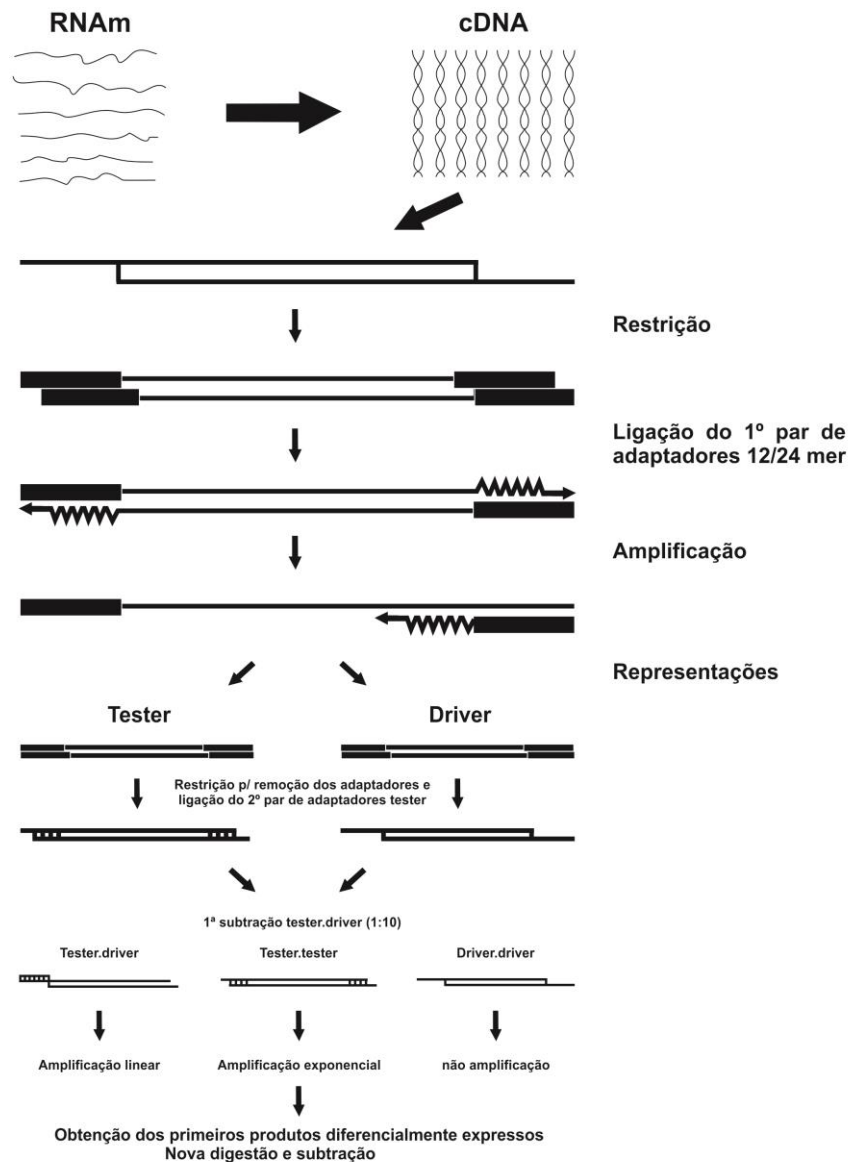 RNAm
cDNA
Restrição
Ligação do 1º par de
adaptadores 12/24 mer
Amplificação
Representações
Tester
Driver
Restrição p/ remoção dos adaptadores e
ligação do 2º par de adaptadores tester
1ª subtração tester.driver (1:10)
Tester.driver
Tester.tester
Driver.driver
Amplificação linear
Amplificação exponencial
não amplificação
Obtenção dos primeiros produtos diferencialmente expressos
Nova digestão e subtração